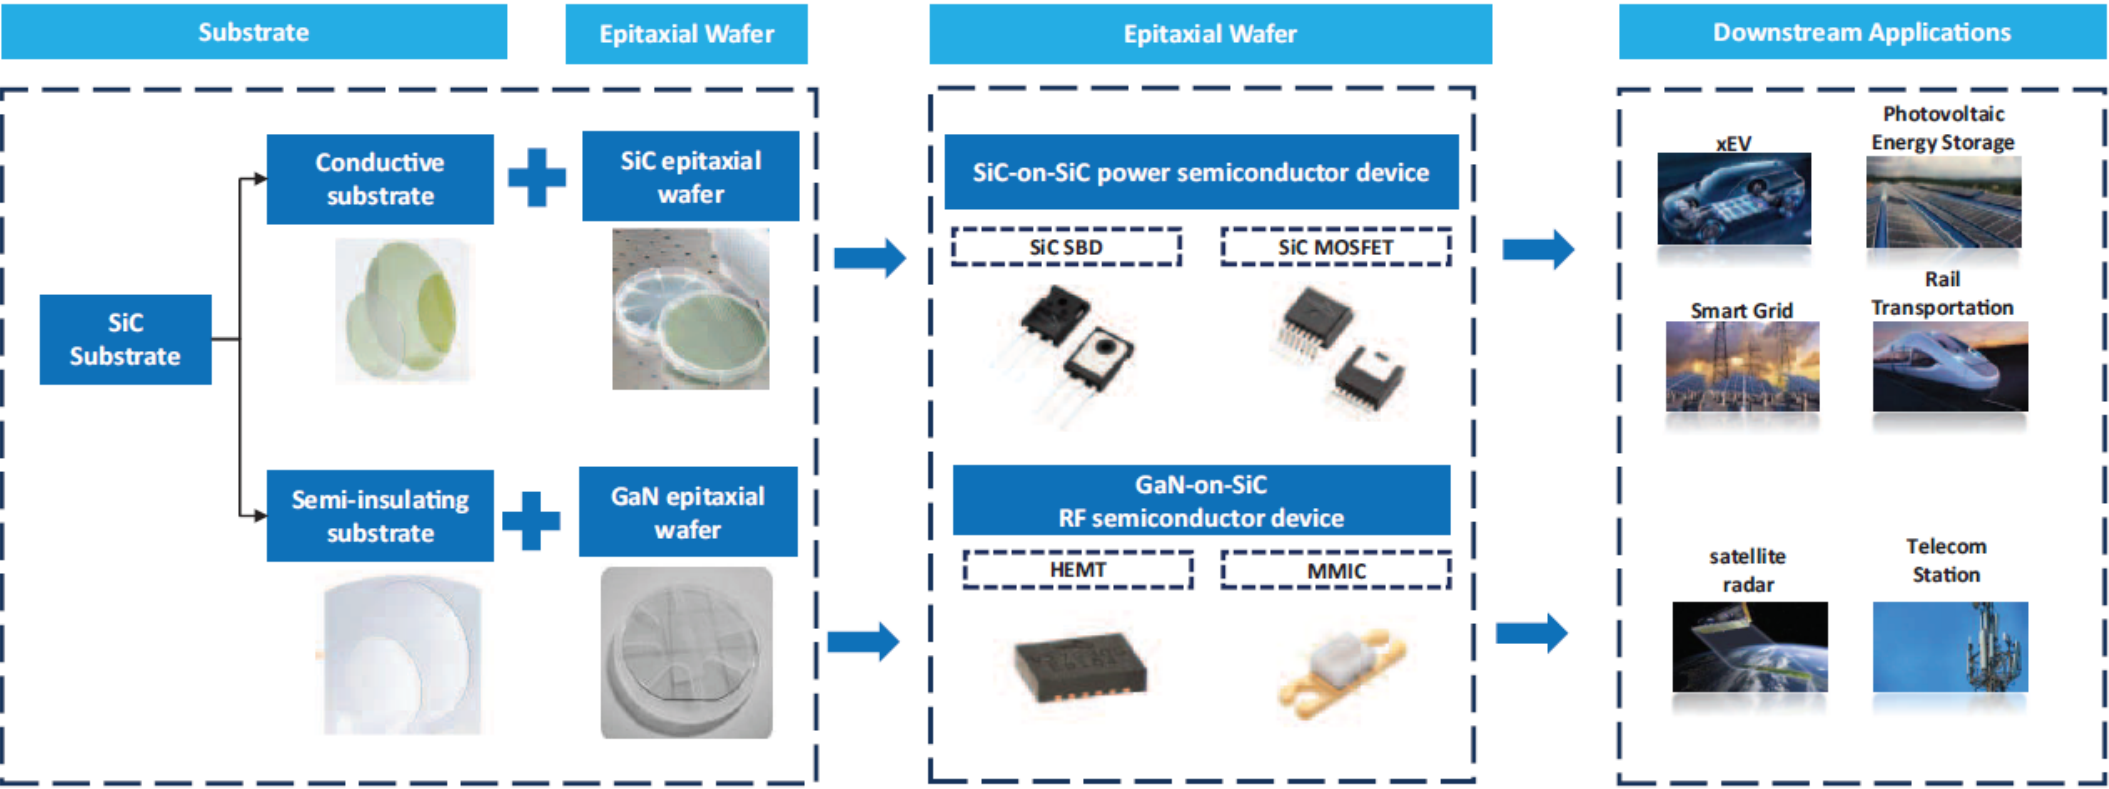 Substrate
Epitaxial Wafer
Epitaxial Wafer
Downstream Applications
SiC
Substrate
Conductive
substrate
SiC epitaxial
wafer
Semi-insulating
substrate
GaN epitaxial
wafer
SiC-on-SiC power semiconductor device
SiC SBD
SiC MOSFET
GaN-on-SiC
RF semiconductor device
HEMT
MMIC
xEV
Photovoltaic
Energy Storage
Smart Grid
Rail
Transportation
satellite
radar
Telecom
Station